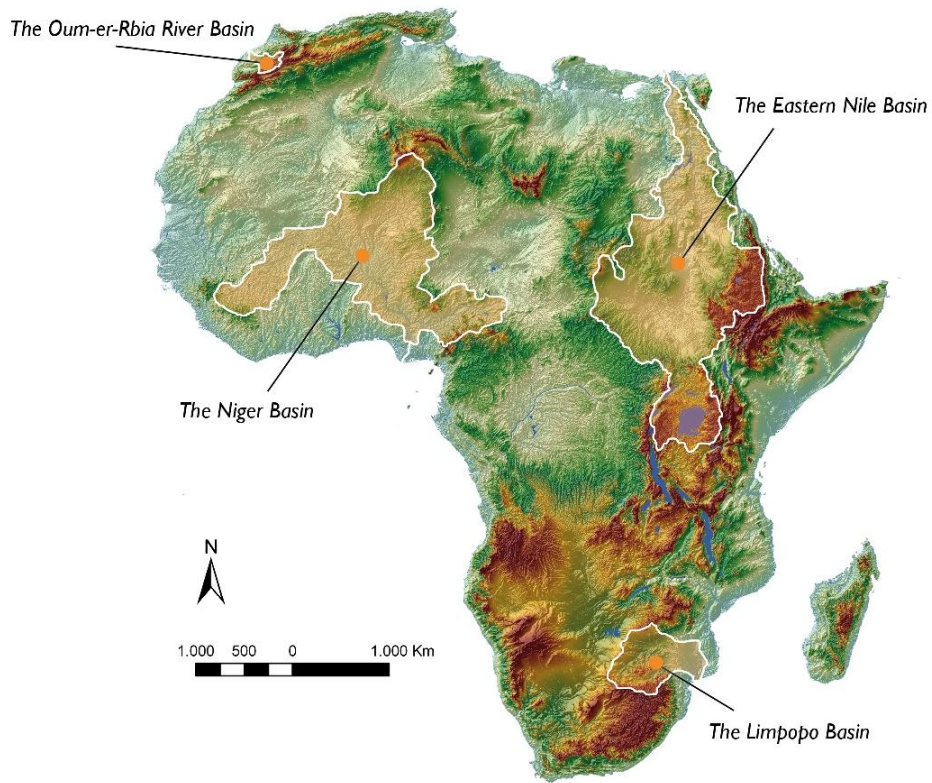 The Oum-er-Rbia River Basin
The Eastern Nile Basin
The Niger Basin
N
1.000 500 0 1.000 Km
The Limpopo Basin